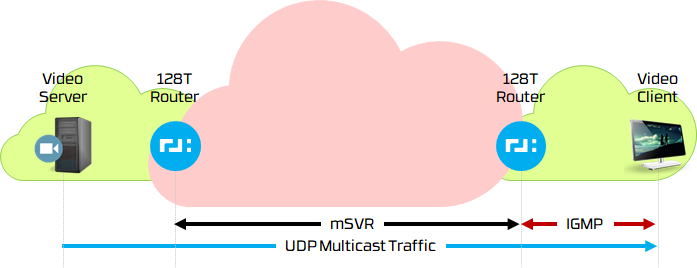 Video
Server
128T
Router
128T
Router
Video
Client
mSVR
IGMP
UDP Multicast Traffic